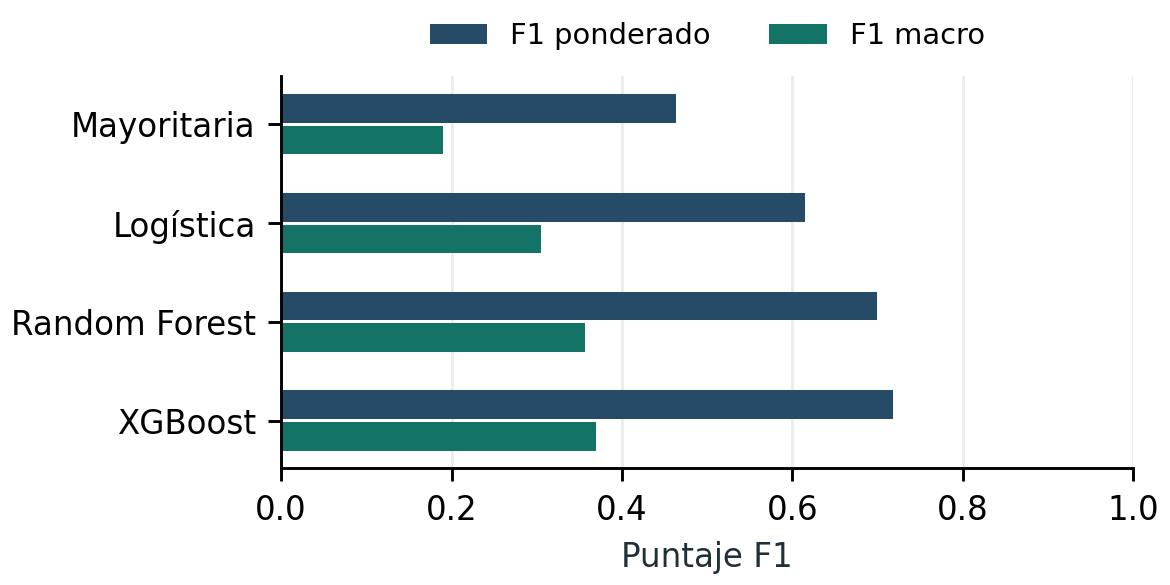 F1 ponderado F1 macro
Mayoritaria
Logística
Random Forest
XGBoost
0.0 0.2 0.4 0.6 0.8 1.0
Puntaje F1